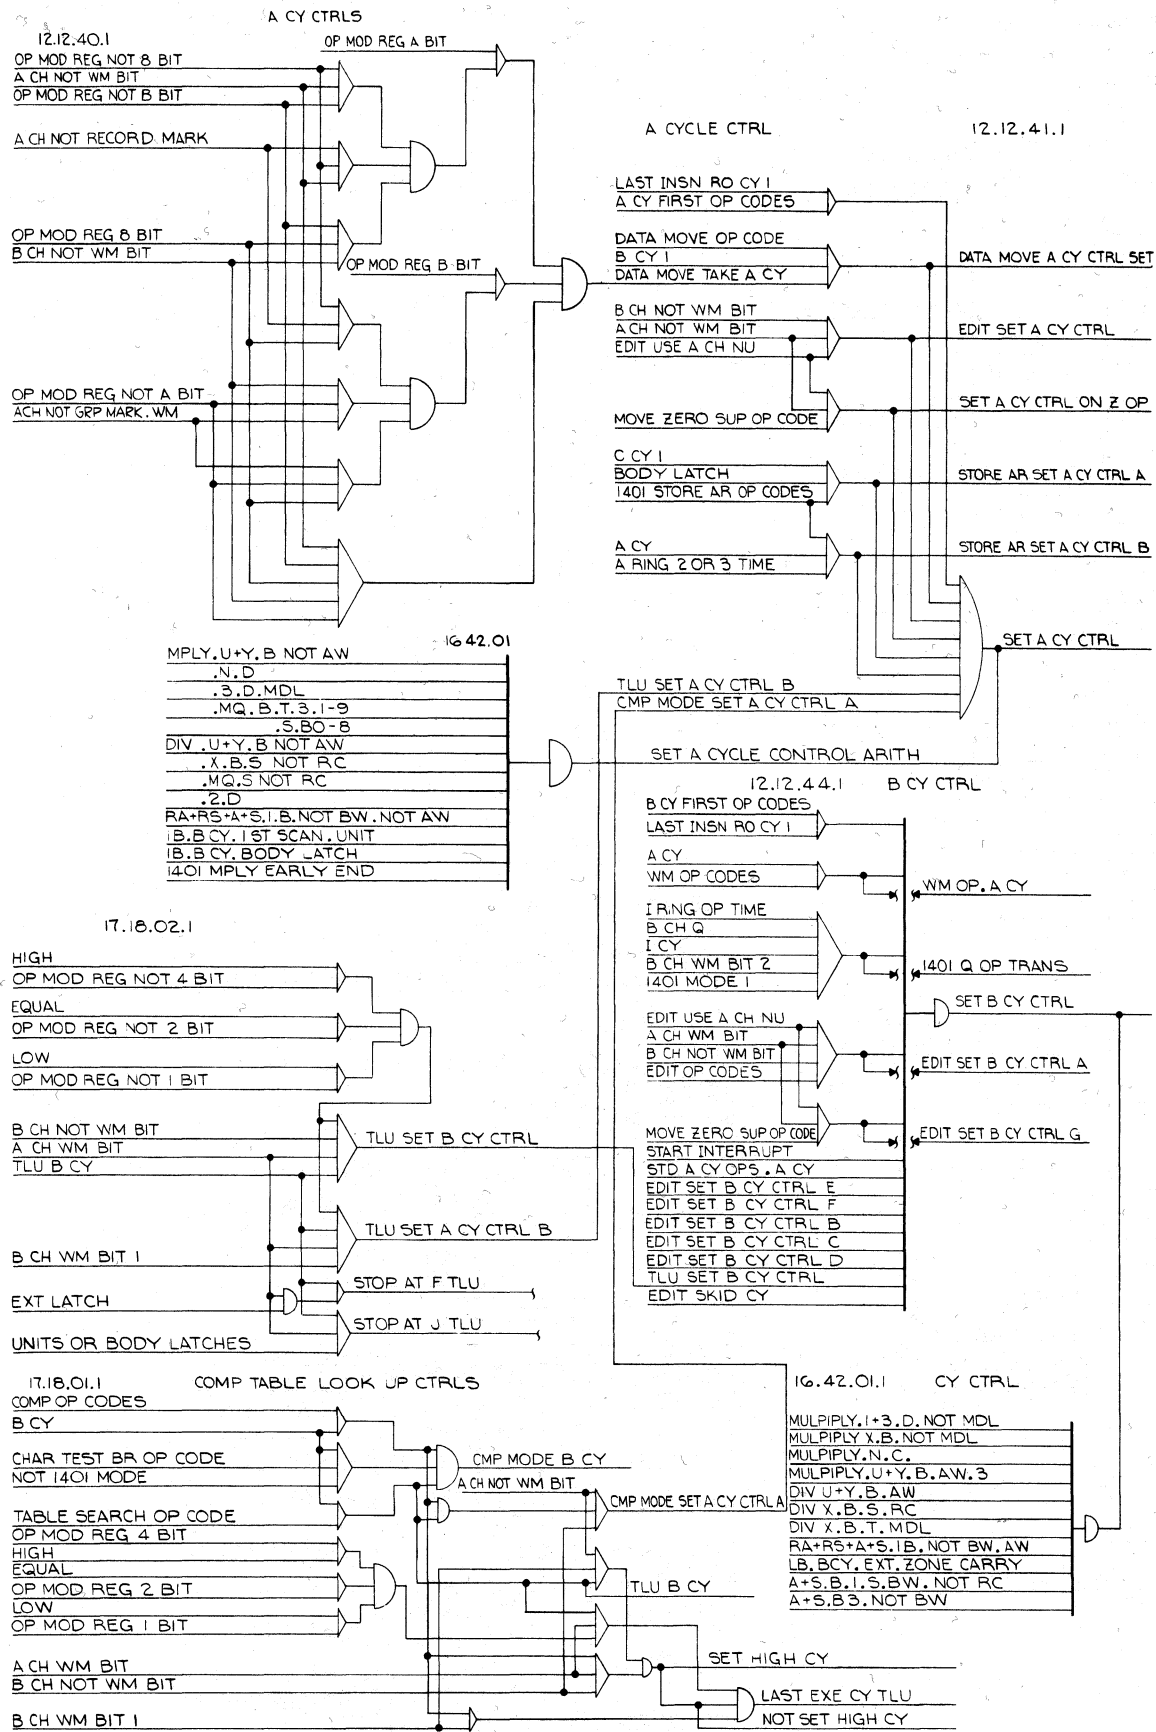 A CY CTRLS
12.12.40.1
OP MOD REG A BIT
OP MOD REG NOT 8 BIT
A CH NOT WM BIT
OP MOD REG NOT B BIT
A CH NOT RECORD MARK
OP MOD REG 8 BIT
B CH NOT WM BIT
OP MOD REG B BIT
OP MOD REG NOT A BIT
ACH NOT GRP MARK.WM
A CYCLE CTRL
12.12.41.1
LAST INSN RO CY 1
A CY FIRST OP CODES
DATA MOVE OP CODE
B CY 1
DATA MOVE TAKE A CY
DATA MOVE A CY CTRL SET
B CH NOT WM BIT
A CH NOT WM BIT
EDIT USE A CH NU
EDIT SET A CY CTRL
MOVE ZERO SUP OP CODE
SET A CY CTRL ON Z OP
C CY 1
BODY LATCH
1401 STORE AR OP CODES
STORE AR SET A CY CTRL A
A CY
A RING 2 OR 3 TIME
STORE AR SET A CY CTRL B
SET A CY CTRL
TLU SET A CY CTRL B
CMP MODE SET A CY CTRL A
SET A CYCLE CONTROL ARITH
16 42.01
MPLY.U+Y.B NOT AW
.N.D
.3.D.MDL
.MQ.B.T.3.1-9
.S.BO-8
DIV .U+Y.B NOT AW
.X.B.S NOT RC
.MQ.S NOT RC
.2.D
RA+RS+A+S.1.B.NOT BW.NOT AW
1B.B CY.1ST SCAN.UNIT
1B.B CY.BODY LATCH
1401 MPLY EARLY END
12.12.44.1
B CY CTRL
B CY FIRST OP CODES
LAST INSN RO CY 1
A CY
WM OP CODES
WM OP.A CY
I RING OP TIME
B CH Q
I CY
B CH WM BIT 2
1401 MODE 1
1401 Q OP TRANS
SET B CY CTRL
EDIT USE A CH NU
A CH WM BIT
B CH NOT WM BIT
EDIT OP CODES
EDIT SET B CY CTRL A
MOVE ZERO SUP OP CODE
EDIT SET B CY CTRL G
START INTERRUPT
STD A CY OPS.A CY
EDIT SET B CY CTRL E
EDIT SET B CY CTRL F
EDIT SET B CY CTRL B
EDIT SET B CY CTRL C
EDIT SET B CY CTRL D
TLU SET B CY CTRL
EDIT SKID CY
17.18.02.1
HIGH
OP MOD REG NOT 4 BIT
EQUAL
OP MOD REG NOT 2 BIT
LOW
OP MOD REG NOT 1 BIT
B CH NOT WM BIT
A CH WM BIT
TLU B CY
TLU SET B CY CTRL
TLU SET A CY CTRL B
B CH WM BIT 1
STOP AT F TLU
EXT LATCH
STOP AT J TLU
UNITS OR BODY LATCHES
17.18.01.1
COMP TABLE LOOK UP CTRLS
COMP OP CODES
B CY
CHAR TEST BR OP CODE
NOT 1401 MODE
CMP MODE B CY
A CH NOT WM BIT
CMP MODE SET A CY CTRL A
TABLE SEARCH OP CODE
OP MOD REG 4 BIT
HIGH
EQUAL
OP MOD REG 2 BIT
LOW
OP MOD REG 1 BIT
TLU B CY
A CH WM BIT
B CH NOT WM BIT
SET HIGH CY
LAST EXE CY TLU
NOT SET HIGH CY
B CH WM BIT 1
16.42.01.1
CY CTRL
MULPIPLY.1+3.D.NOT MDL
MULPIPLY X.B.NOT MDL
MULPIPLY.N.C.
MULPIPLY.U+Y.B.AW.3
DIV U+Y.B.AW
DIV X.B.S.RC
DIV X.B.T.MDL
RA+RS+A+S.1B.NOT BW.AW
LB.BCY.EXT.ZONE CARRY
A+S.B.1.S.BW.NOT RC
A+S.B3.NOT BW